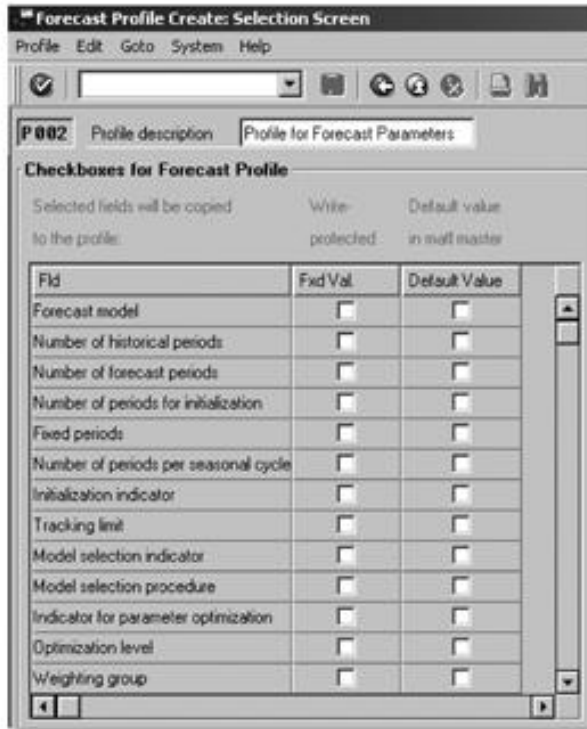 Forecast Profile Create: Selection Screen
Profile Edit Goto System Help
P002 Profile description Profile for Forecast Parameters
Checkboxes for Forecast Profile
Selected fields will be copied Write- Default value
to the profile: protected in matl master
Fld Fxd Val. Default Value
Forecast model
Number of historical periods
Number of forecast periods
Number of periods for initialization
Fixed periods
Number of periods per seasonal cycle
Initialization indicator
Tracking limit
Model selection indicator
Model selection procedure
Indicator for parameter optimization
Optimization level
Weighting group